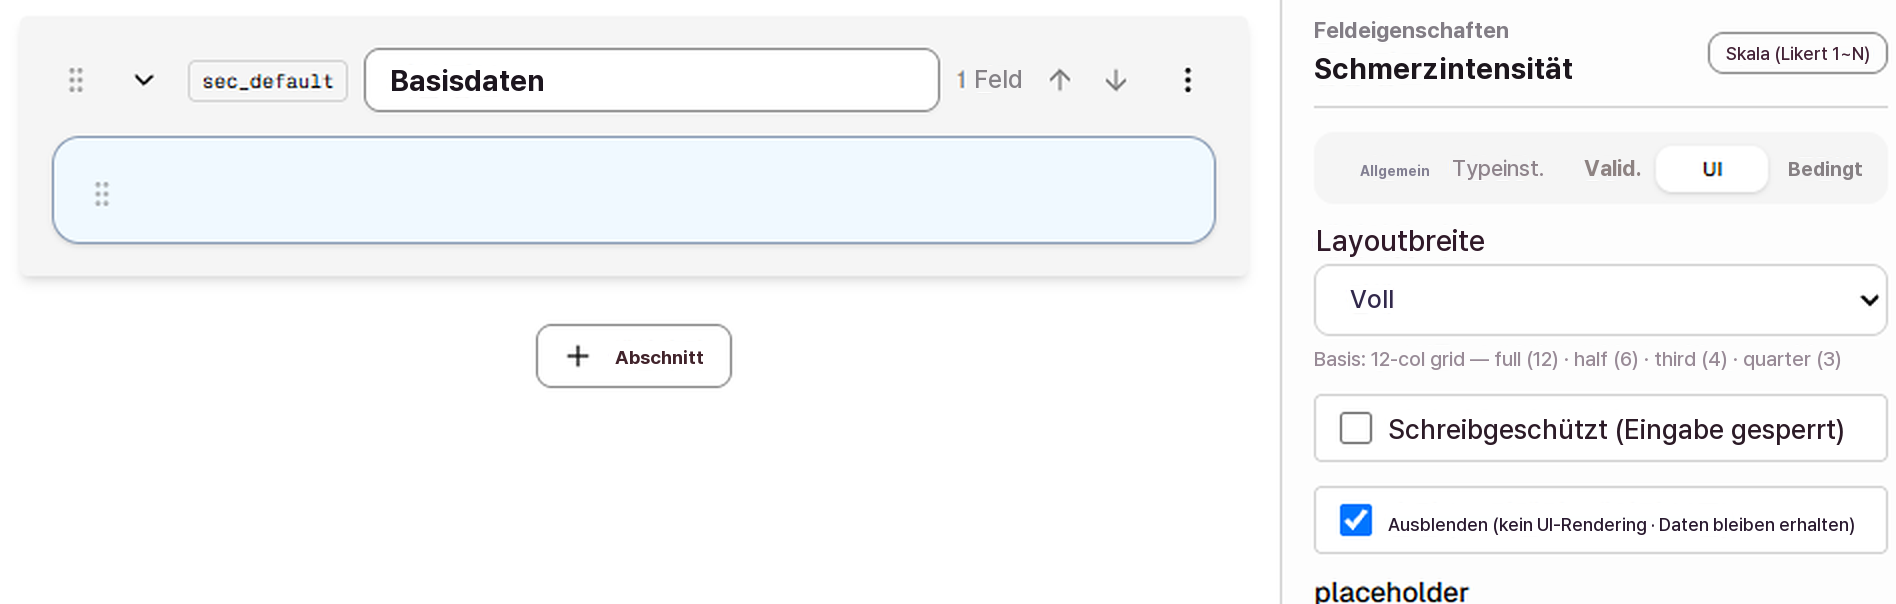 sec_default
Basisdaten
1 Feld
Abschnitt
Feldeigenschaften
Schmerzintensität
Skala (Likert 1~N)
Allgemein Typeinst. Valid. UI Bedingt
Layoutbreite
Voll
Basis: 12-col grid — full (12) · half (6) · third (4) · quarter (3)
Schreibgeschützt (Eingabe gesperrt)
Ausblenden (kein UI-Rendering · Daten bleiben erhalten)
placeholder